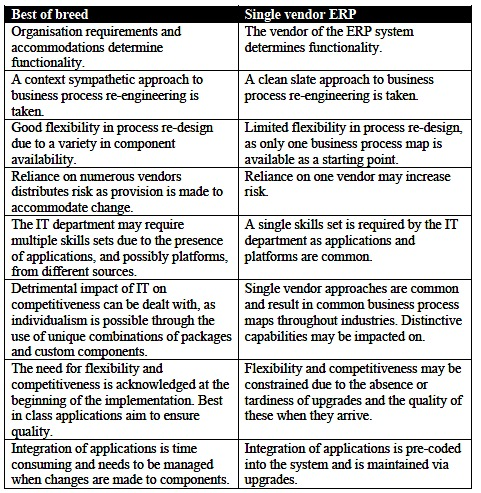 Best of breed
Single vendor ERP
Organisation requirements and
accommodations determine
functionality.
The vendor of the ERP system
determines functionality.
A context sympathetic approach to
business process re-engineering is
taken.
A clean slate approach to business
process re-engineering is taken.
Good flexibility in process re-design
due to a variety in component
availability.
Limited flexibility in process re-design,
as only one business process map is
available as a starting point.
Reliance on numerous vendors
distributes risk as provision is made to
accommodate change.
Reliance on one vendor may increase
risk.
The IT department may require
multiple skills sets due to the presence
of applications, and possibly platforms,
from different sources.
A single skills set is required by the IT
department as applications and
platforms are common.
Detrimental impact of IT on
competitiveness can be dealt with, as
individualism is possible through the
use of unique combinations of packages
and custom components.
Single vendor approaches are common
and result in common business process
maps throughout industries. Distinctive
capabilities may be impacted on.
The need for flexibility and
competitiveness is acknowledged at the
beginning of the implementation. Best
in class applications aim to ensure
quality.
Flexibility and competitiveness may be
constrained due to the absence or
tardiness of upgrades and the quality of
these when they arrive.
Integration of applications is time
consuming and needs to be managed
when changes are made to components.
Integration of applications is pre-coded
into the system and is maintained via
upgrades.